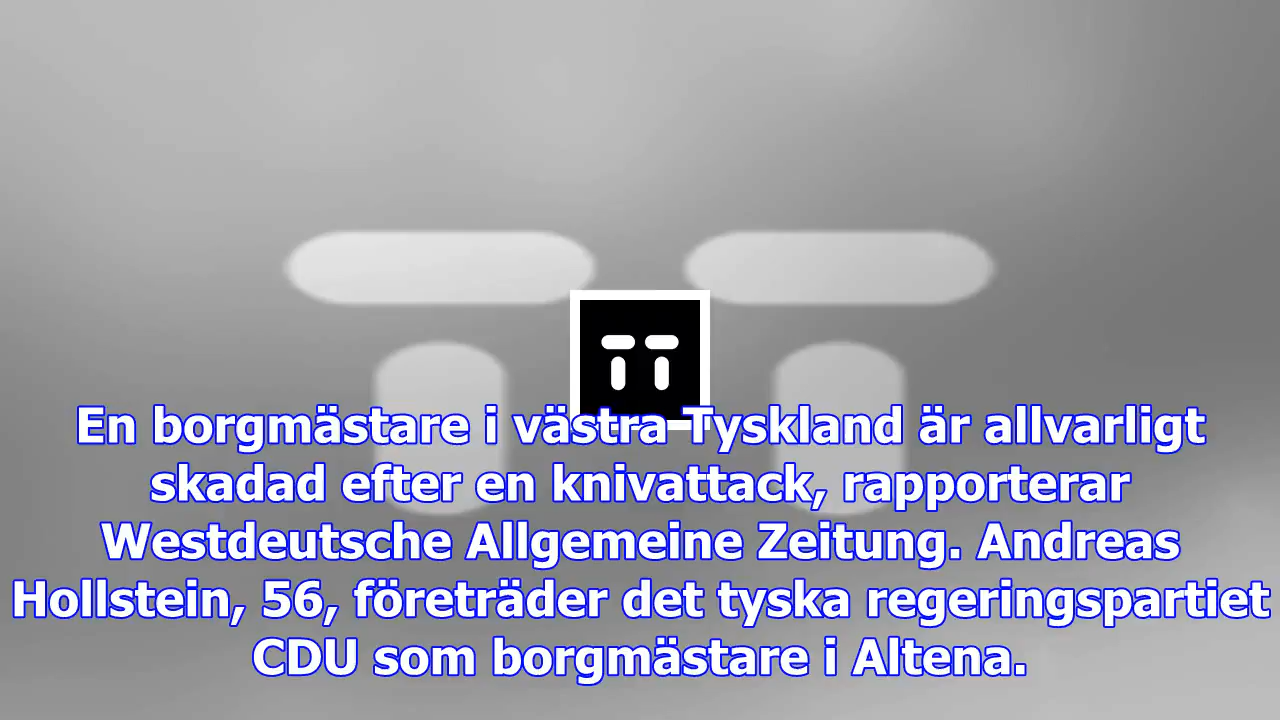 En borgmästare i västra Tyskland är allvarligt
skadad efter en knivattack, rapporterar
Westdeutsche Allgemeine Zeitung. Andreas
Hollstein, 56, företräder det tyska regeringspartiet
CDU som borgmästare i Altena.